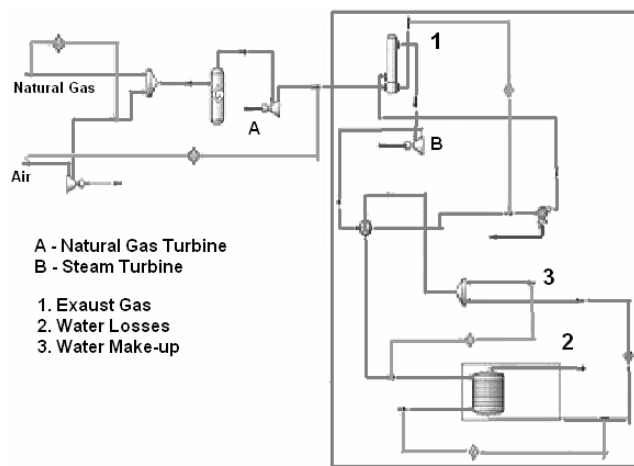 1
Natural Gas
A
B
Air
A - Natural Gas Turbine
B - Steam Turbine
3
1. Exaust Gas
2. Water Losses
3. Water Make-up
2